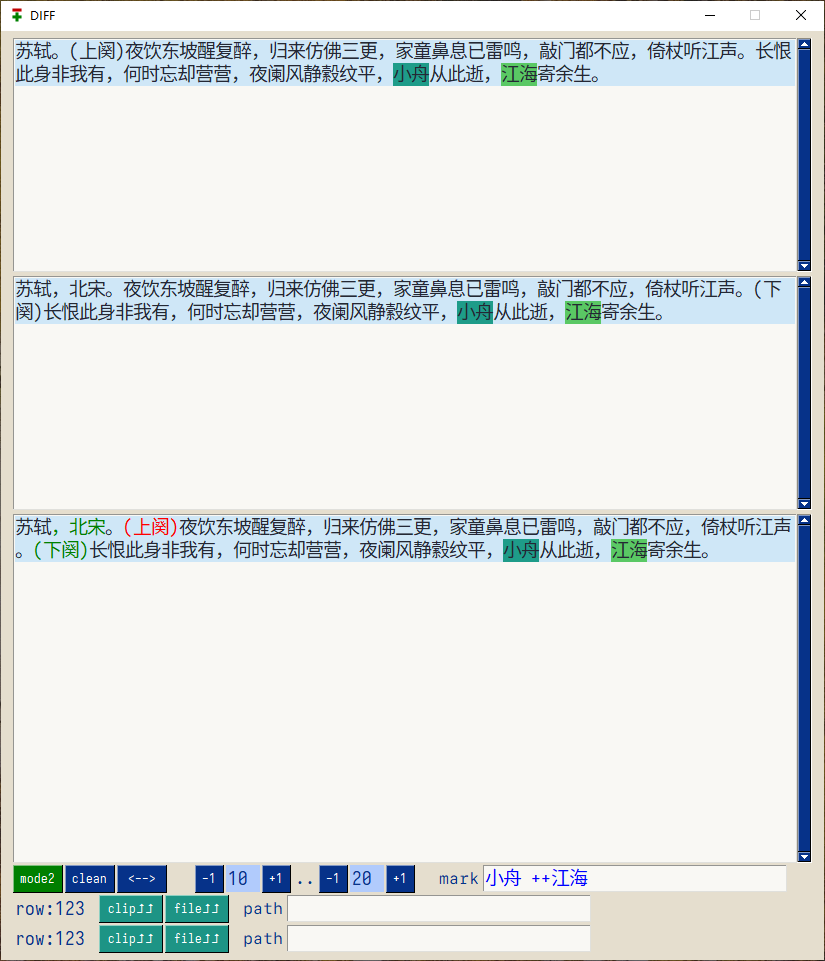 DIFF
苏轼。(上阕)夜饮东坡醒复醉，归来仿佛三更，家童鼻息已雷鸣，敲门都不应，倚杖听江声。长恨
此身非我有，何时忘却营营，夜阑风静縠纹平，小舟从此逝，江海寄余生。
苏轼，北宋。夜饮东坡醒复醉，归来仿佛三更，家童鼻息已雷鸣，敲门都不应，倚杖听江声。(下
阕)长恨此身非我有，何时忘却营营，夜阑风静縠纹平，小舟从此逝，江海寄余生。
苏轼，北宋。(上阕)夜饮东坡醒复醉，归来仿佛三更，家童鼻息已雷鸣，敲门都不应，倚杖听江声
。(下阕)长恨此身非我有，何时忘却营营，夜阑风静縠纹平，小舟从此逝，江海寄余生。
mode2 clean <--> -1 10 +1 .. -1 20 +1 mark 小舟 ++江海
row:123 clip⮥⮥ file⮥⮥ path
row:123 clip⮥⮥ file⮥⮥ path